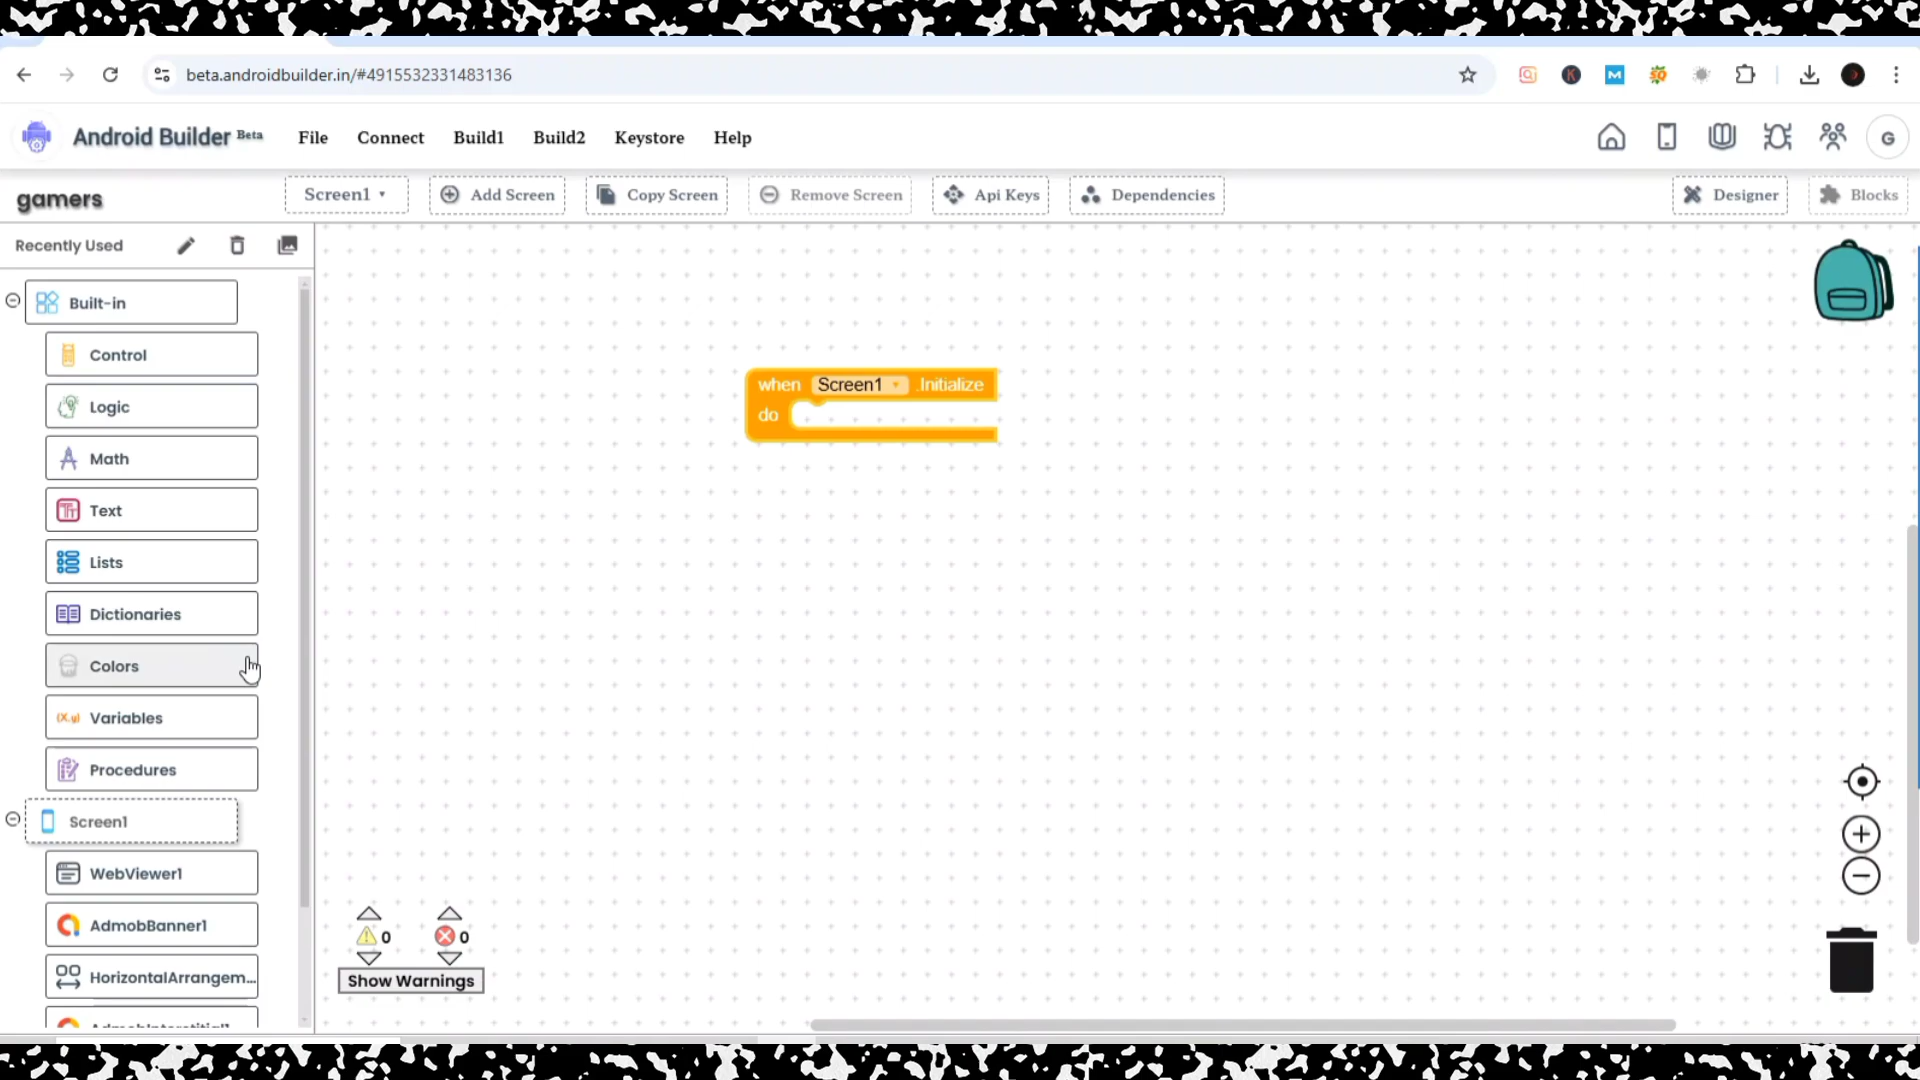 beta.androidbuilder.in/#4915532331483136
Android Builder Beta
File Connect Build1 Build2 Keystore Help
G
gamers
Screen1 Add Screen Copy Screen Remove Screen Api Keys Dependencies Designer Blocks
Recently Used
Built-in
Control
Logic
Math
Text
Lists
Dictionaries
Colors
Variables
Procedures
Screen1
WebViewer1
AdmobBanner1
HorizontalArrangem...
when Screen1 .Initialize
do
0 0
Show Warnings